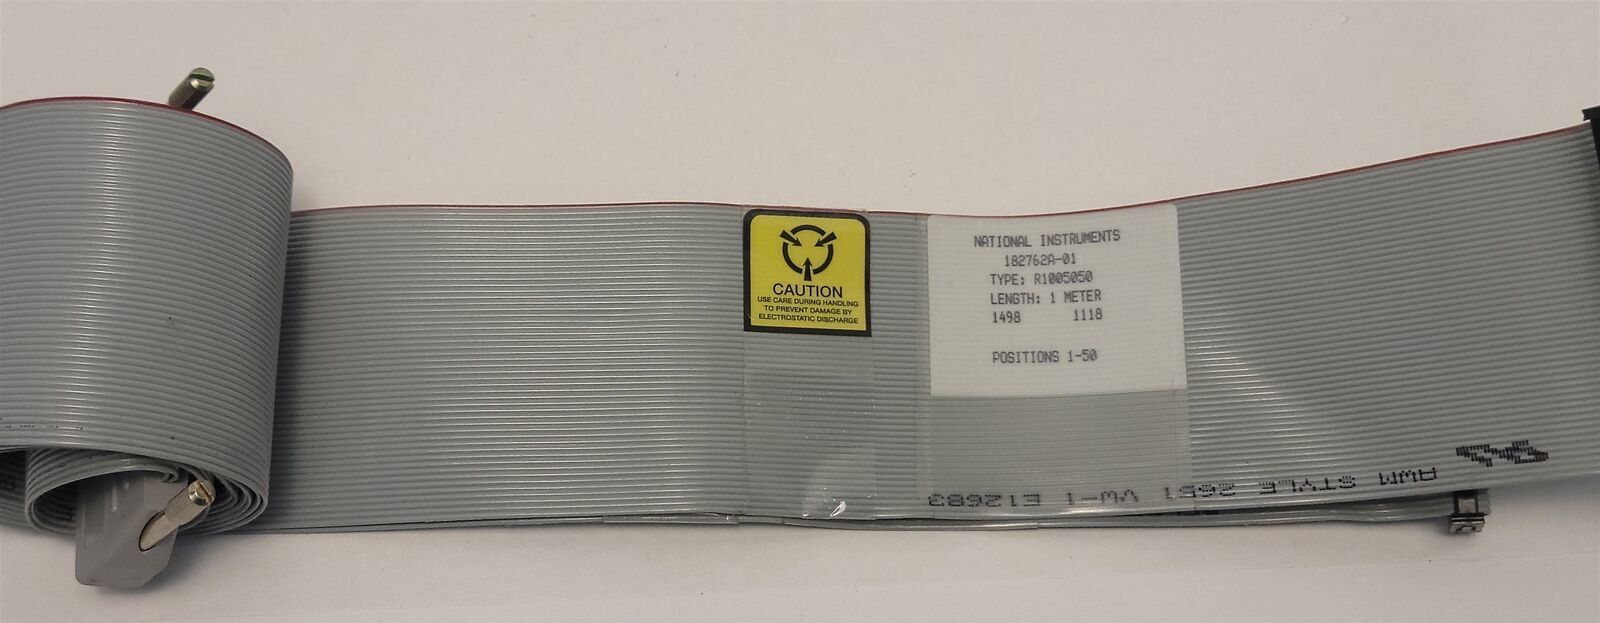 CAUTION
USE CARE DURING HANDLING
TO PREVENT DAMAGE BY
ELECTROSTATIC DISCHARGE
NATIONAL INSTRUMENTS
182762A-01
TYPE: R1005050
LENGTH: 1 METER
1498 1118
POSITIONS 1-50
AWM STYLE 2651 VW-1 E12683